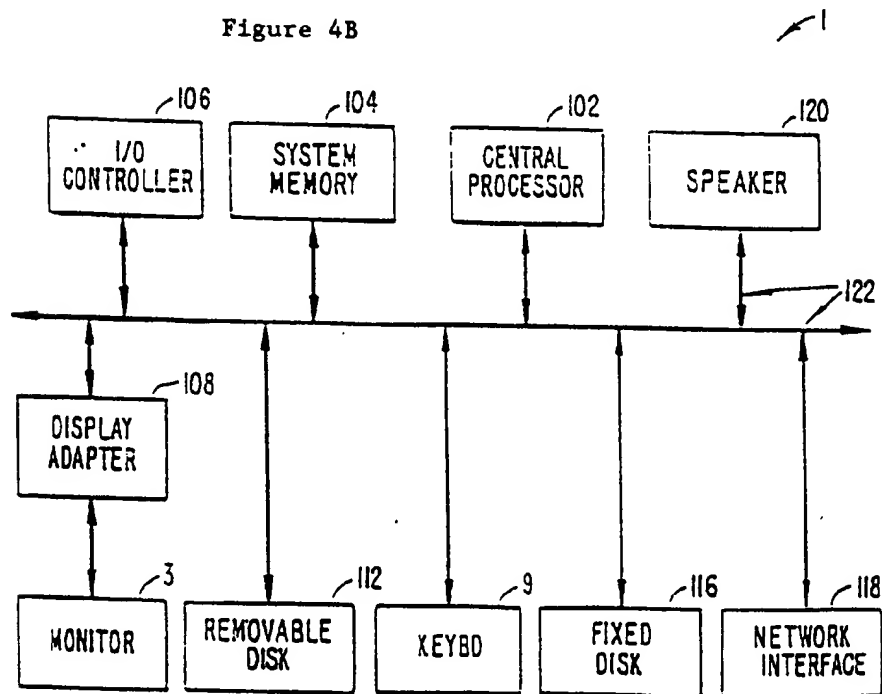 Figure 4B
1
106
104
102
120
I/O
CONTROLLER
SYSTEM
MEMORY
CENTRAL
PROCESSOR
SPEAKER
122
108
DISPLAY
ADAPTER
3
112
9
116
118
MONITOR
REMOVABLE
DISK
KEYBD
FIXED
DISK
NETWORK
INTERFACE